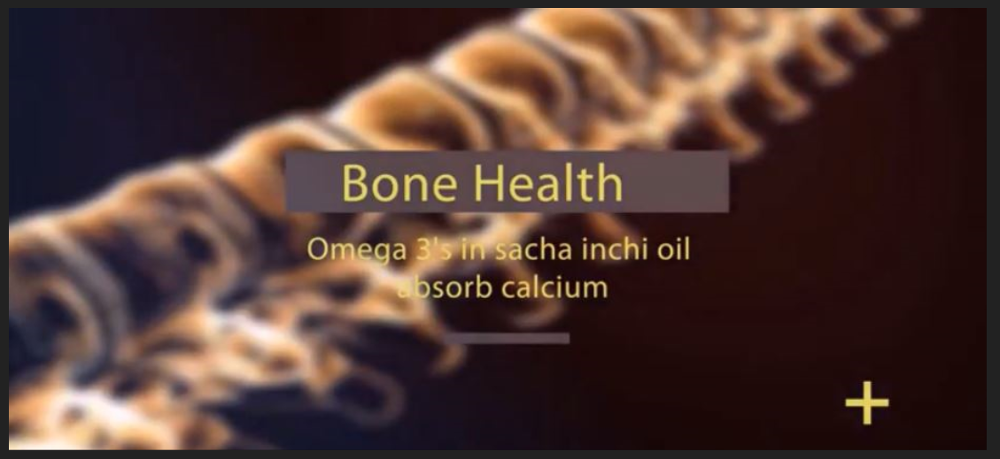 Bone Health
Omega 3's in sacha inchi oil
absorb calcium
+